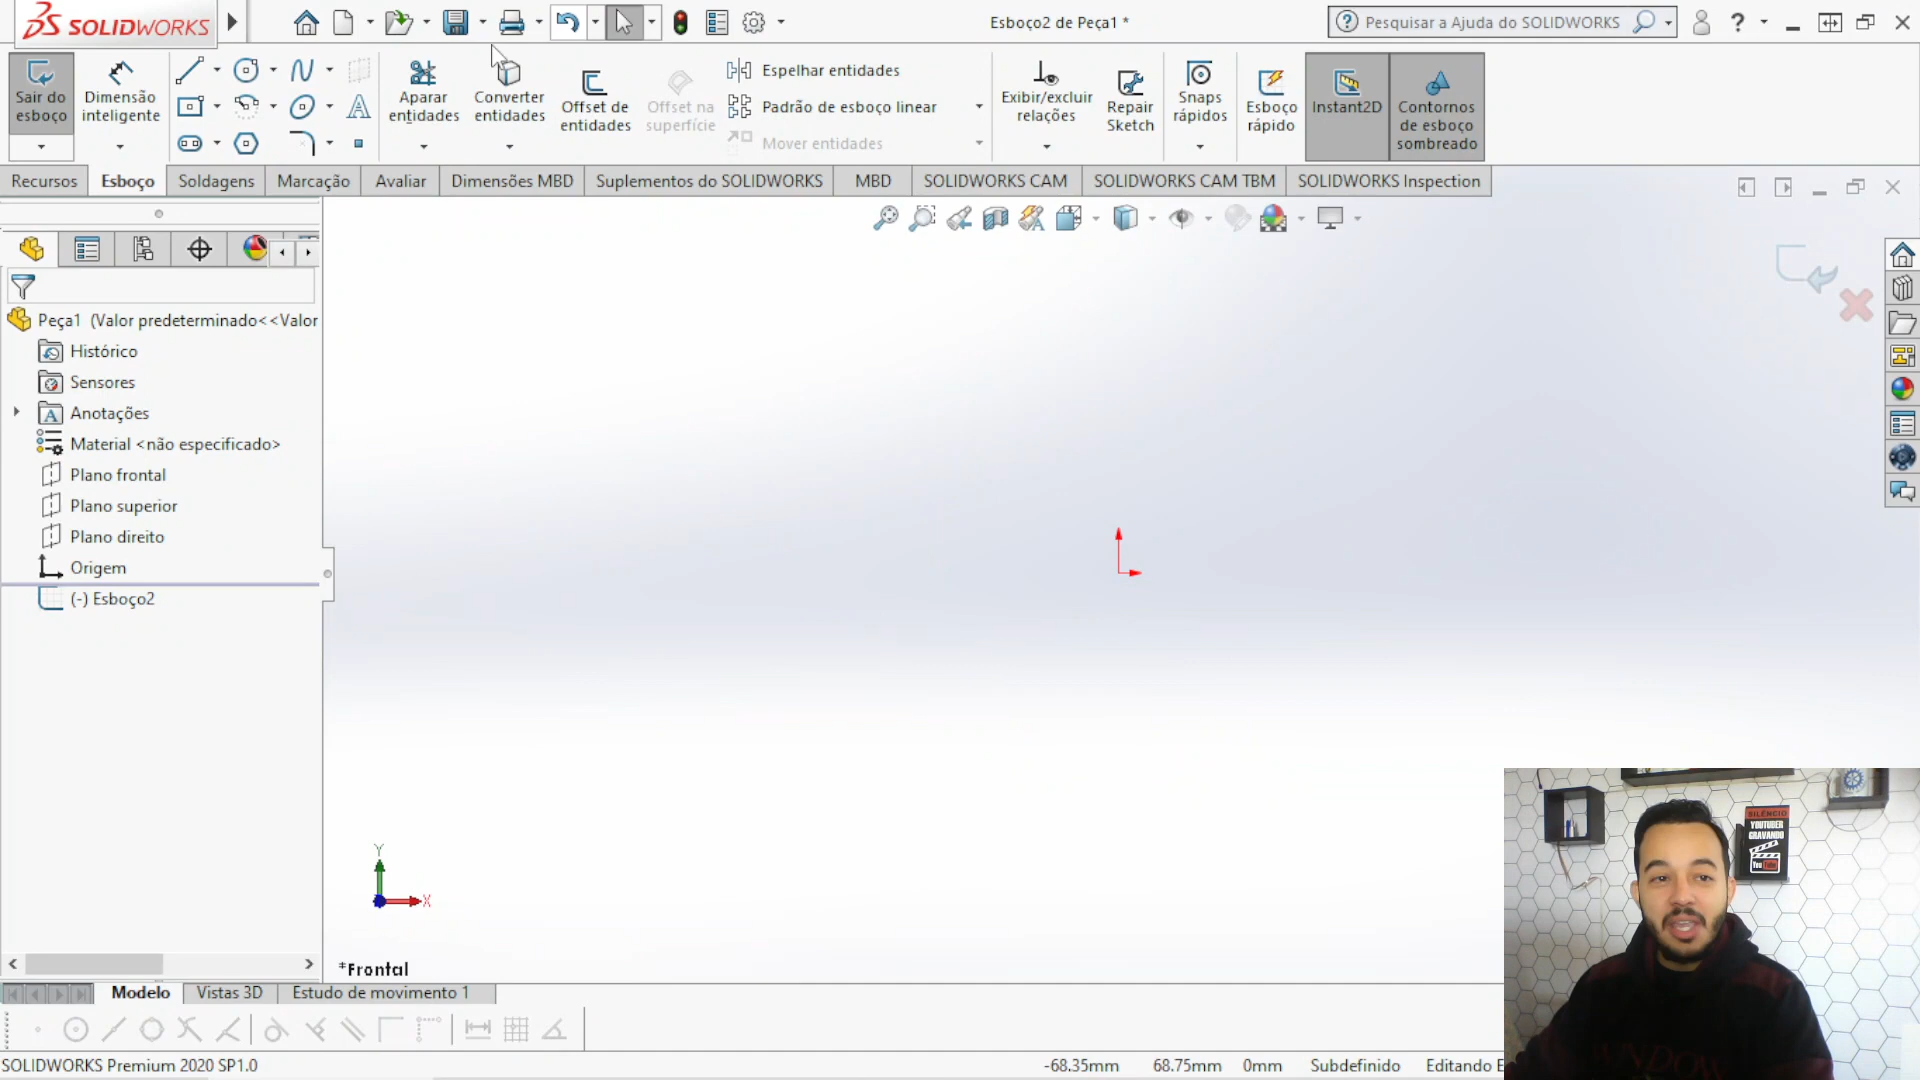 SOLIDWORKS
Esboço2 de Peça1 *
Pesquisar a Ajuda do SOLIDWORKS
?
Sair do
esboço
Dimensão
inteligente
Aparar
entidades
Converter
entidades
Offset de
entidades
Offset na
superfície
Espelhar entidades
Padrão de esboço linear
Mover entidades
Exibir/excluir
relações
Repair
Sketch
Snaps
rápidos
Esboço
rápido
Instant2D
Contornos
de esboço
sombreado
Recursos
Esboço
Soldagens
Marcação
Avaliar
Dimensões MBD
Suplementos do SOLIDWORKS
MBD
SOLIDWORKS CAM
SOLIDWORKS CAM TBM
SOLIDWORKS Inspection
Peça1 (Valor predeterminado<<Valor
Histórico
Sensores
Anotações
Material <não especificado>
Plano frontal
Plano superior
Plano direito
Origem
(-) Esboço2
Y
X
*Frontal
SILÊNCIO
YOUTUBER
GRAVANDO
You Tube
Modelo
Vistas 3D
Estudo de movimento 1
SOLIDWORKS Premium 2020 SP1.0
-68.35mm
68.75mm
0mm
Subdefinido
Editando E